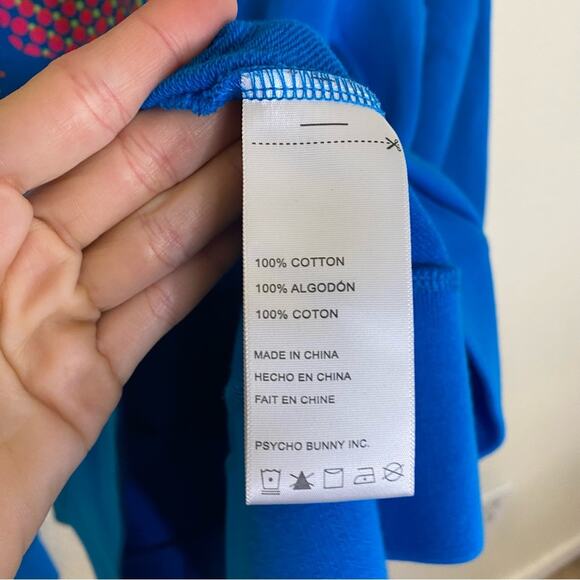 100% COTTON
100% ALGODÓN
100% COTON
MADE IN CHINA
HECHO EN CHINA
FAIT EN CHINE
PSYCHO BUNNY INC.